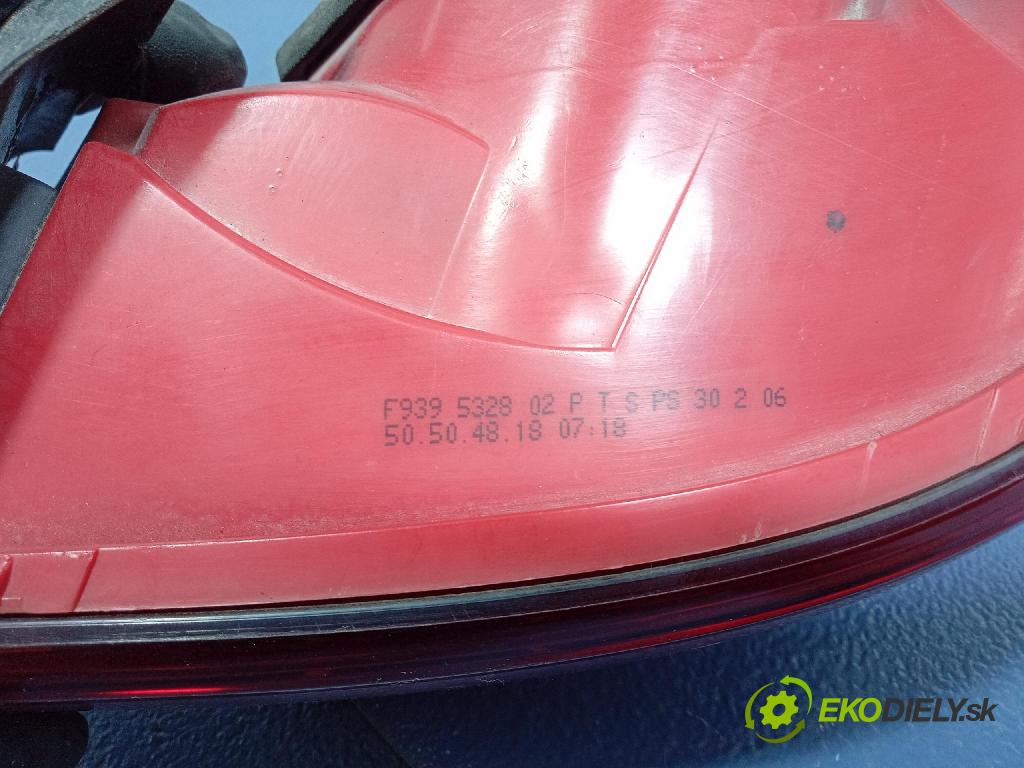 F939 5328 02 P T S PS 30 2 06
50.50.48.18 07:18
EKODIELY.sk